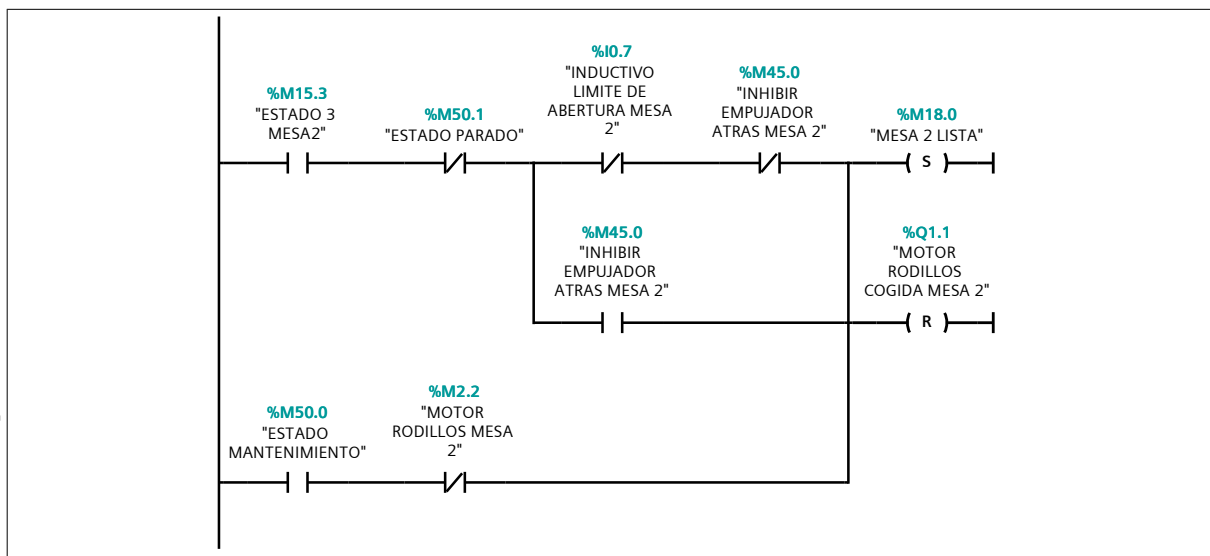 %M15.3
"ESTADO 3
MESA2"
%M50.1
"ESTADO PARADO"
%I0.7
"INDUCTIVO
LIMITE DE
ABERTURA MESA
2"
%M45.0
"INHIBIR
EMPUJADOR
ATRAS MESA 2"
%M18.0
"MESA 2 LISTA"
S
%M45.0
"INHIBIR
EMPUJADOR
ATRAS MESA 2"
%Q1.1
"MOTOR
RODILLOS
COGIDA MESA 2"
R
%M50.0
"ESTADO
MANTENIMIENTO"
%M2.2
"MOTOR
RODILLOS MESA
2"